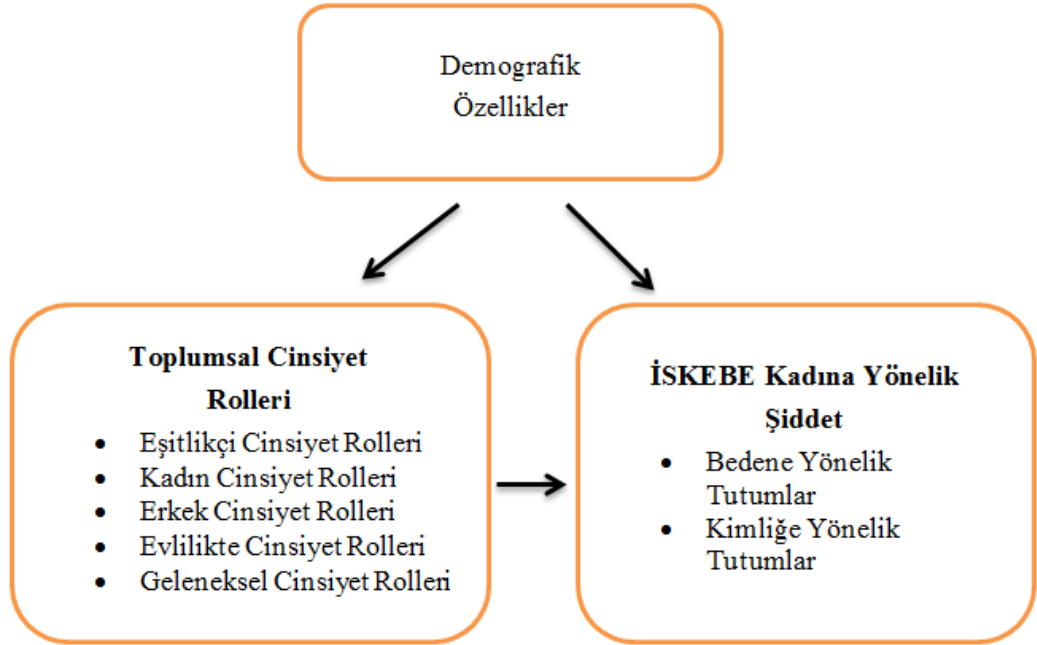 Demografik
Özellikler
Toplumsal Cinsiyet
Rolleri
• Eşitlikçi Cinsiyet Rolleri
• Kadın Cinsiyet Rolleri
• Erkek Cinsiyet Rolleri
• Evlilikte Cinsiyet Rolleri
• Geleneksel Cinsiyet Rolleri
İSKEBE Kadına Yönelik
Şiddet
• Bedene Yönelik
Tutumlar
• Kimliğe Yönelik
Tutumlar